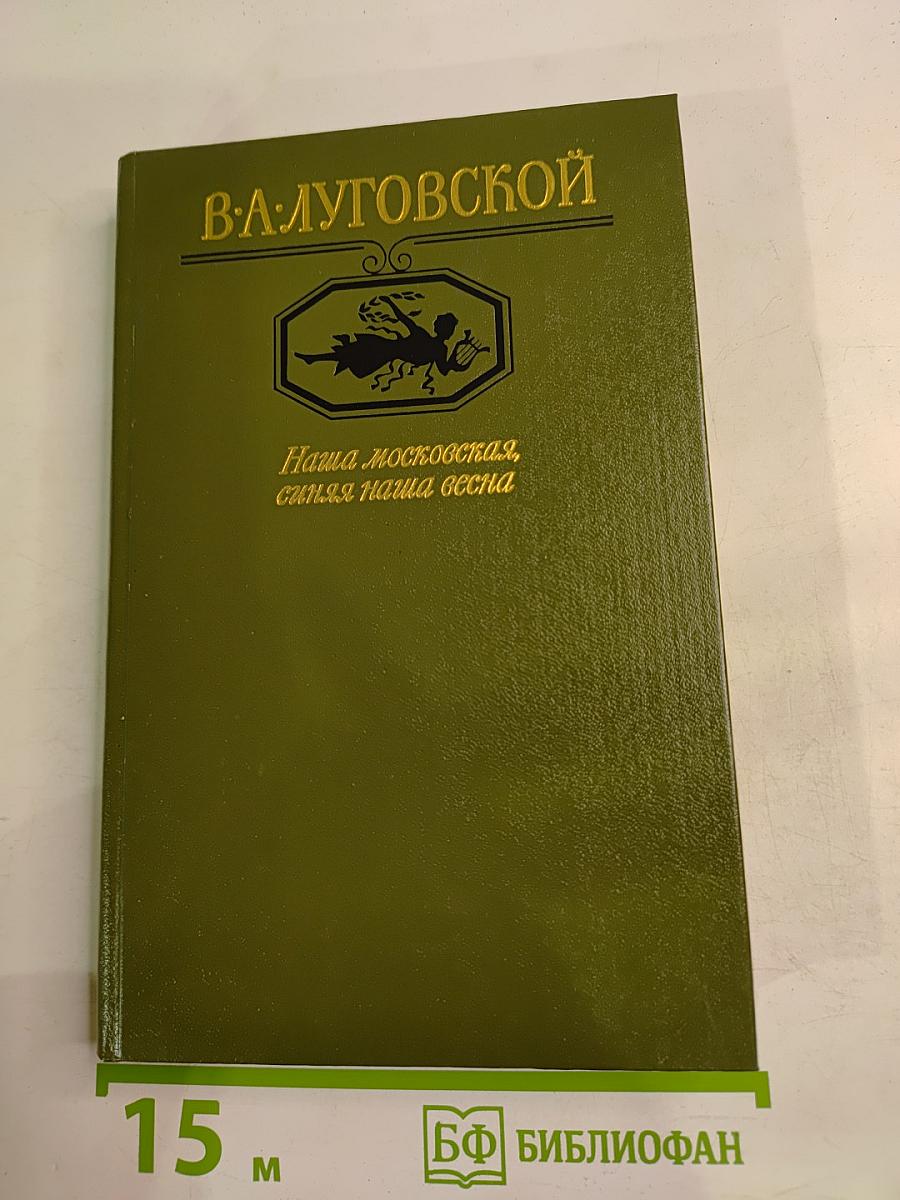 В·А·ЛУГОВСКОЙ
Наша московская,
синяя наша весна
15 м
БФ БИБЛИОФАН